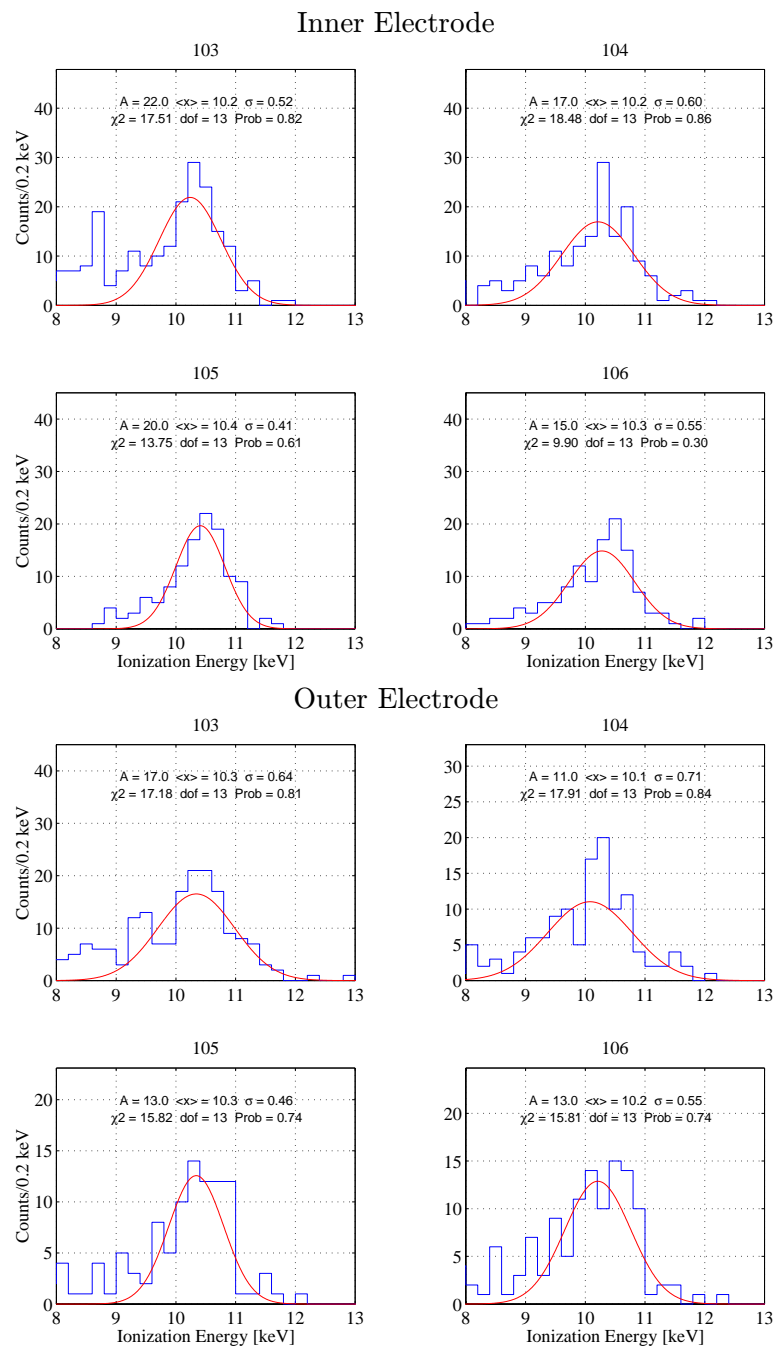 Inner Electrode
103
A = 22.0 <x> = 10.2 σ = 0.52
χ2 = 17.51 dof = 13 Prob = 0.82
Counts/0.2 keV
40
30
20
10
0
8 9 10 11 12 13
104
A = 17.0 <x> = 10.2 σ = 0.60
χ2 = 18.48 dof = 13 Prob = 0.86
40
30
20
10
0
8 9 10 11 12 13
105
A = 20.0 <x> = 10.4 σ = 0.41
χ2 = 13.75 dof = 13 Prob = 0.61
Counts/0.2 keV
40
30
20
10
0
8 9 10 11 12 13
Ionization Energy [keV]
106
A = 15.0 <x> = 10.3 σ = 0.55
χ2 = 9.90 dof = 13 Prob = 0.30
40
30
20
10
0
8 9 10 11 12 13
Ionization Energy [keV]
Outer Electrode
103
A = 17.0 <x> = 10.3 σ = 0.64
χ2 = 17.18 dof = 13 Prob = 0.81
Counts/0.2 keV
40
30
20
10
0
8 9 10 11 12 13
104
A = 11.0 <x> = 10.1 σ = 0.71
χ2 = 17.91 dof = 13 Prob = 0.84
30
25
20
15
10
5
0
8 9 10 11 12 13
105
A = 13.0 <x> = 10.3 σ = 0.46
χ2 = 15.82 dof = 13 Prob = 0.74
Counts/0.2 keV
20
15
10
5
0
8 9 10 11 12 13
Ionization Energy [keV]
106
A = 13.0 <x> = 10.2 σ = 0.55
χ2 = 15.81 dof = 13 Prob = 0.74
20
15
10
5
0
8 9 10 11 12 13
Ionization Energy [keV]